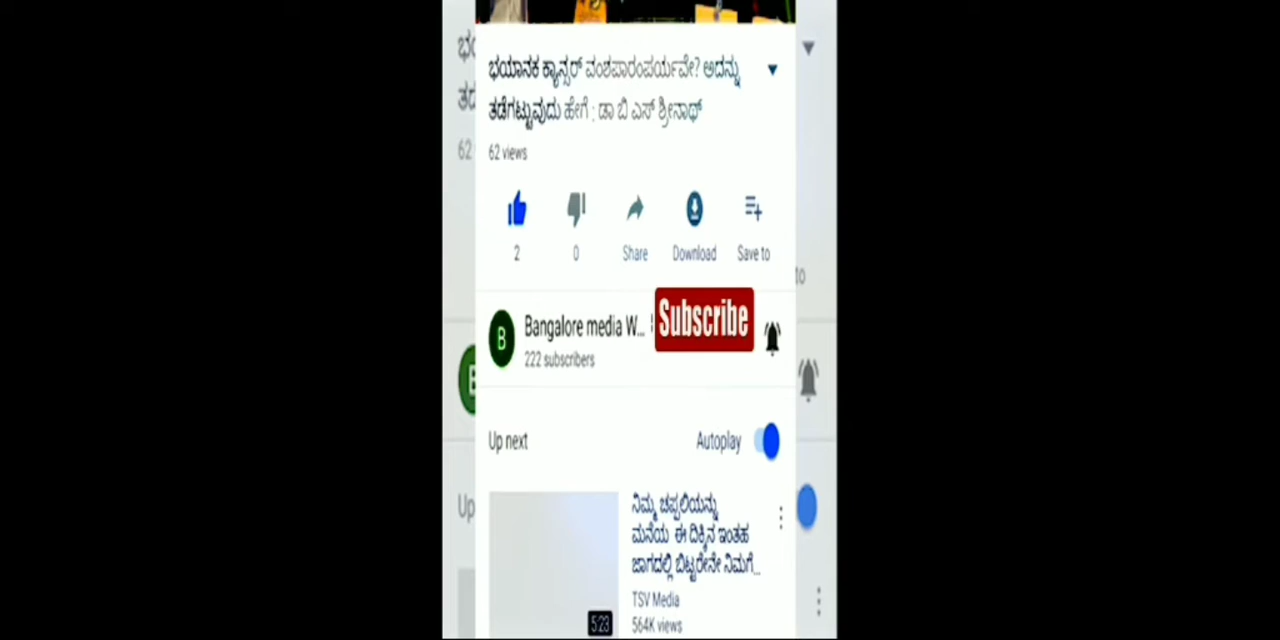 ಭಯಾನಕ ಕ್ಯಾನ್ಸರ್ ವಂಶಪಾರಂಪರ್ಯವೇ? ಅದನ್ನು
ತಡೆಗಟ್ಟುವುದು ಹೇಗೆ : ಡಾ ಬಿ ಎಸ್ ಶ್ರೀನಾಥ್
62 views
2
0
Share
Download
Save to
B
Bangalore media W...
Subscribe
222 subscribers
Up next
Autoplay
ನಿಮ್ಮ ಚಪ್ಪಲಿಯನ್ನು
ಮನೆಯ ಈ ದಿಕ್ಕಿನ ಇಂತಹ
ಜಾಗದಲ್ಲಿ ಬಿಟ್ಟರೇನೇ ನಿಮಗೆ...
TSV Media
564K views
5:23